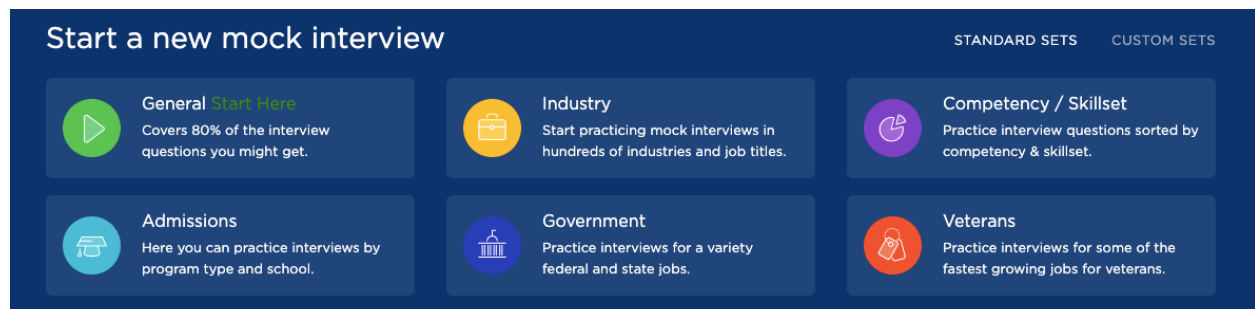 Start a new mock interview
STANDARD SETS
CUSTOM SETS
General Start Here
Covers 80% of the interview
questions you might get.
Industry
Start practicing mock interviews in
hundreds of industries and job titles.
Competency / Skillset
Practice interview questions sorted by
competency & skillset.
Admissions
Here you can practice interviews by
program type and school.
Government
Practice interviews for a variety
federal and state jobs.
Veterans
Practice interviews for some of the
fastest growing jobs for veterans.